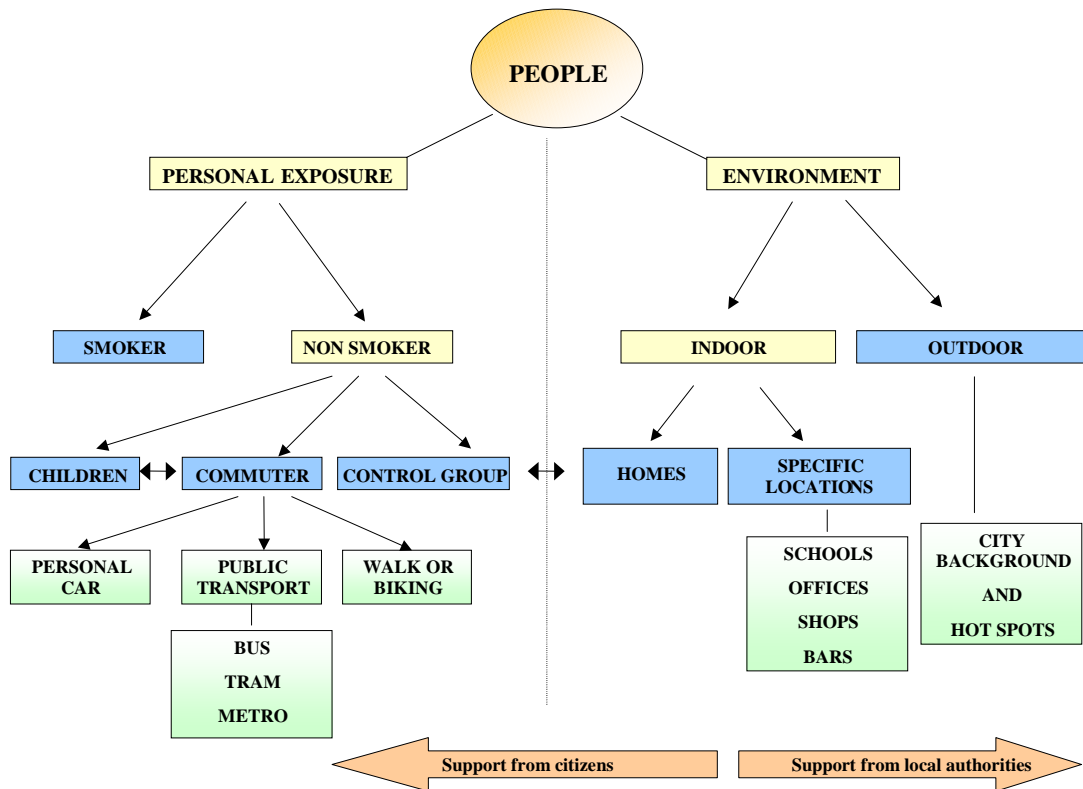 PEOPLE
PERSONAL EXPOSURE
ENVIRONMENT
SMOKER
NON SMOKER
INDOOR
OUTDOOR
CHILDREN
COMMUTER
CONTROL GROUP
HOMES
SPECIFIC
LOCATIONS
PERSONAL
CAR
PUBLIC
TRANSPORT
WALK OR
BIKING
SCHOOLS
OFFICES
SHOPS
BARS
CITY
BACKGROUND
AND
HOT SPOTS
BUS
TRAM
METRO
Support from citizens
Support from local authorities